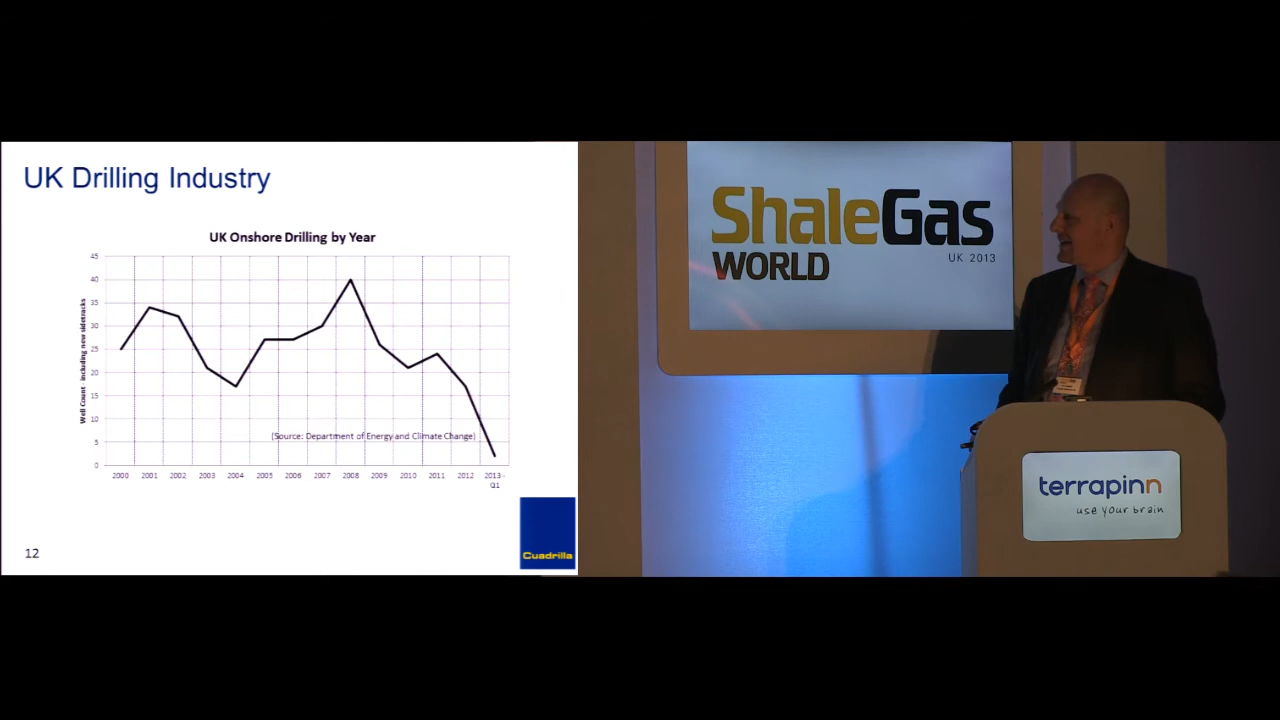 UK Drilling Industry
UK Onshore Drilling by Year
Well Count - including new sidetracks
45
40
35
30
25
20
15
10
5
0
(Source: Department of Energy and Climate Change)
2000 2001 2002 2003 2004 2005 2006 2007 2008 2009 2010 2011 2012 2013 -
Q1
12
Cuadrilla
ShaleGas
WORLD
UK 2013
terrapinn
use your brain